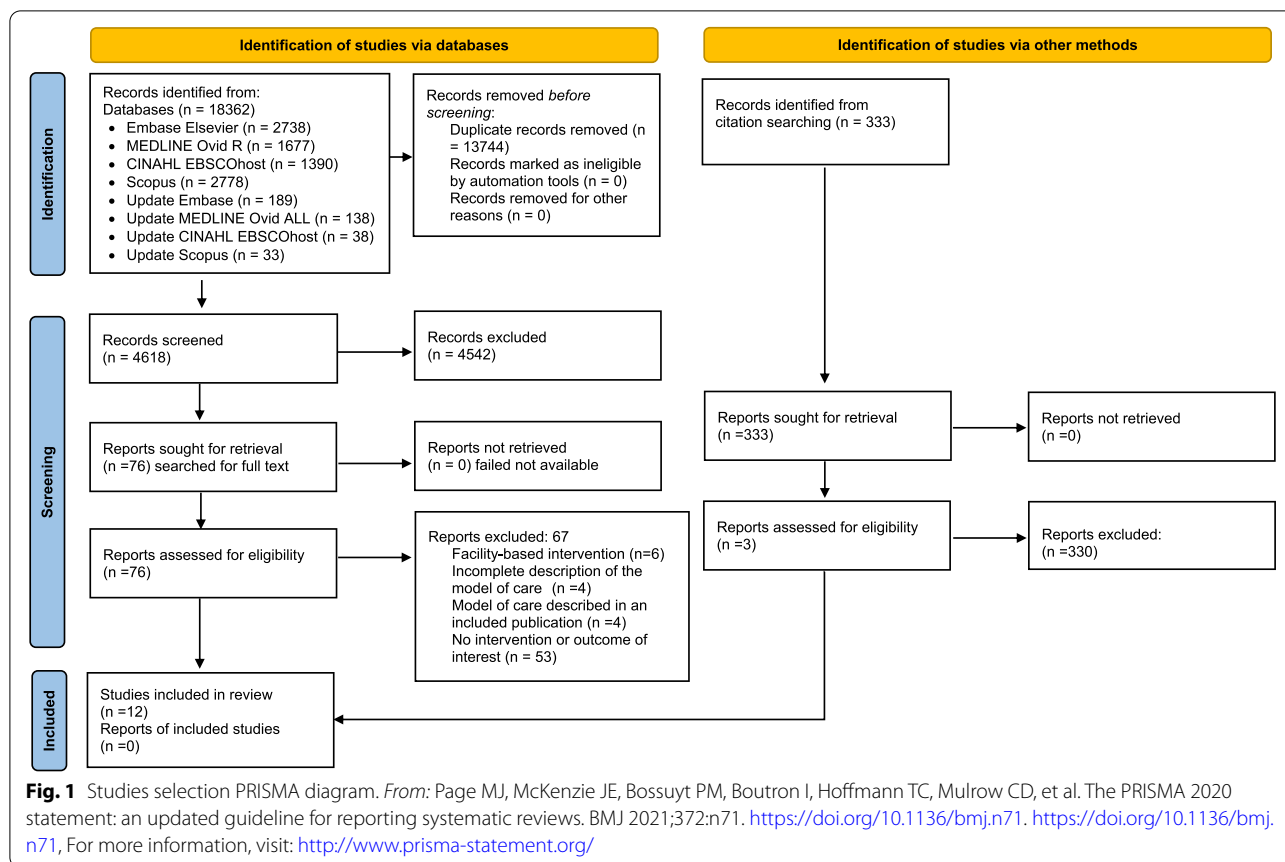 Identification of studies via databases
Identification of studies via other methods
Identification
Records identified from:
Databases (n = 18362)
• Embase Elsevier (n = 2738)
• MEDLINE Ovid R (n = 1677)
• CINAHL EBSCOhost (n = 1390)
• Scopus (n = 2778)
• Update Embase (n = 189)
• Update MEDLINE Ovid ALL (n = 138)
• Update CINAHL EBSCOhost (n = 38)
• Update Scopus (n = 33)
Records removed before
screening:
Duplicate records removed (n
= 13744)
Records marked as ineligible
by automation tools (n = 0)
Records removed for other
reasons (n = 0)
Records identified from
citation searching (n = 333)
Screening
Records screened
(n = 4618)
Records excluded
(n = 4542)
Reports sought for retrieval
(n =76) searched for full text
Reports not retrieved
(n = 0) failed not available
Reports sought for retrieval
(n =333)
Reports not retrieved
(n =0)
Reports assessed for eligibility
(n =76)
Reports excluded: 67
Facility-based intervention (n=6)
Incomplete description of the
model of care (n =4)
Model of care described in an
included publication (n =4)
No intervention or outcome of
interest (n = 53)
Reports assessed for eligibility
(n =3)
Reports excluded:
(n =330)
Included
Studies included in review
(n =12)
Reports of included studies
(n =0)
Fig. 1 Studies selection PRISMA diagram. From: Page MJ, McKenzie JE, Bossuyt PM, Boutron I, Hoffmann TC, Mulrow CD, et al. The PRISMA 2020
statement: an updated guideline for reporting systematic reviews. BMJ 2021;372:n71. https://doi.org/10.1136/bmj.n71. https://doi.org/10.1136/bmj.
n71, For more information, visit: http://www.prisma-statement.org/